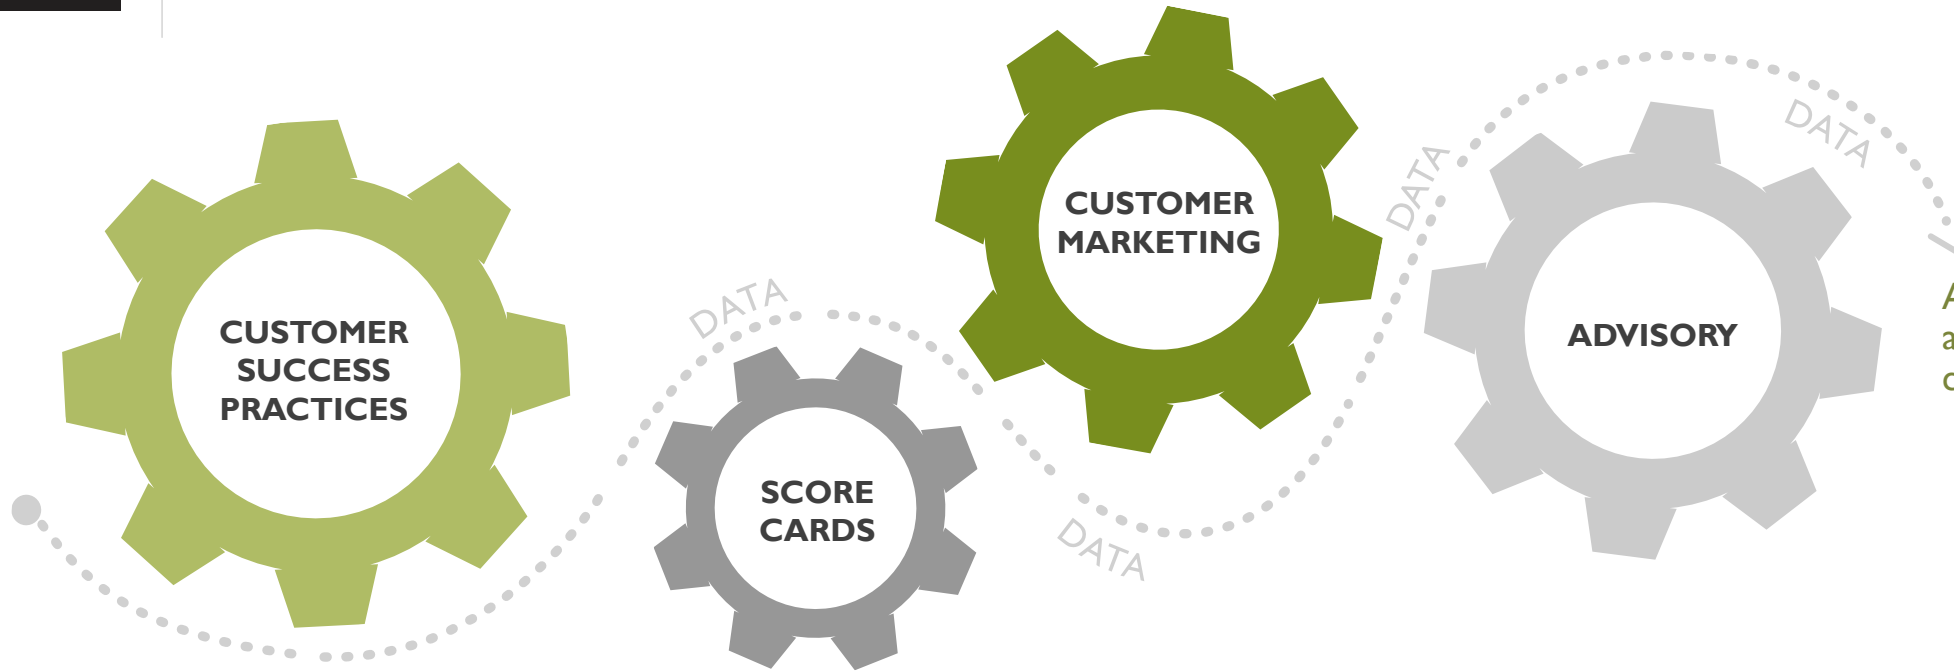 CUSTOMER
SUCCESS
PRACTICES
DATA
SCORE
CARDS
CUSTOMER
MARKETING
DATA
DATA
ADVISORY
DATA